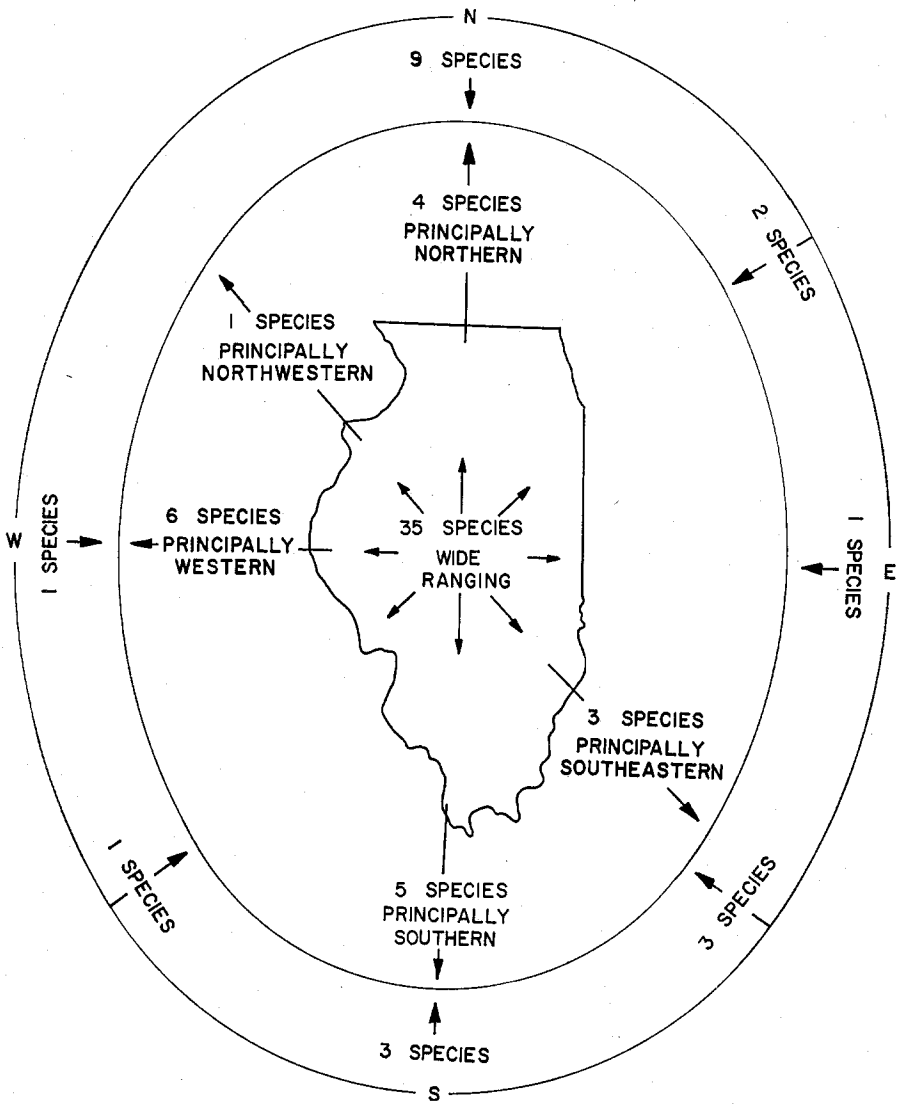 N
9 SPECIES
4 SPECIES
PRINCIPALLY
NORTHERN
2 SPECIES
1 SPECIES
PRINCIPALLY
NORTHWESTERN
W
1 SPECIES
6 SPECIES
PRINCIPALLY
WESTERN
35 SPECIES
WIDE
RANGING
1 SPECIES
E
3 SPECIES
PRINCIPALLY
SOUTHEASTERN
1 SPECIES
5 SPECIES
PRINCIPALLY
SOUTHERN
3 SPECIES
3 SPECIES
S